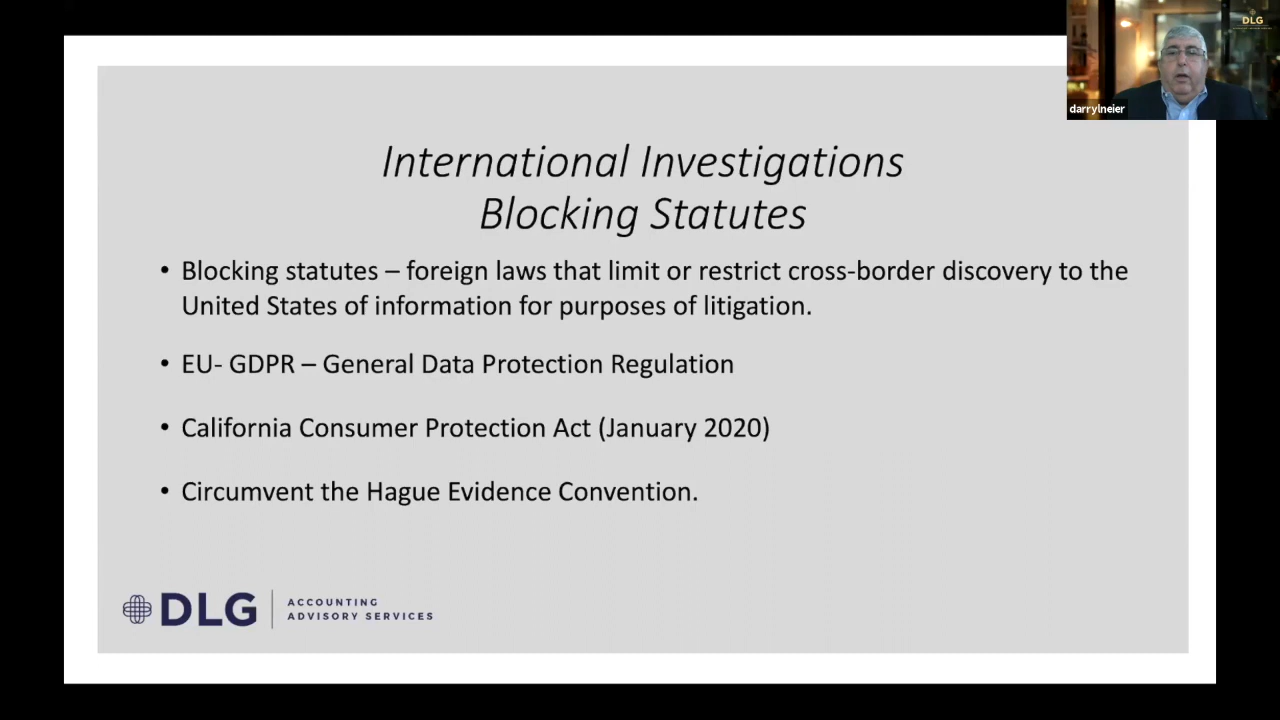 DLG
darrylneier
International Investigations
Blocking Statutes
• Blocking statutes – foreign laws that limit or restrict cross-border discovery to the
United States of information for purposes of litigation.
• EU- GDPR – General Data Protection Regulation
• California Consumer Protection Act (January 2020)
• Circumvent the Hague Evidence Convention.
DLG
ACCOUNTING
ADVISORY SERVICES